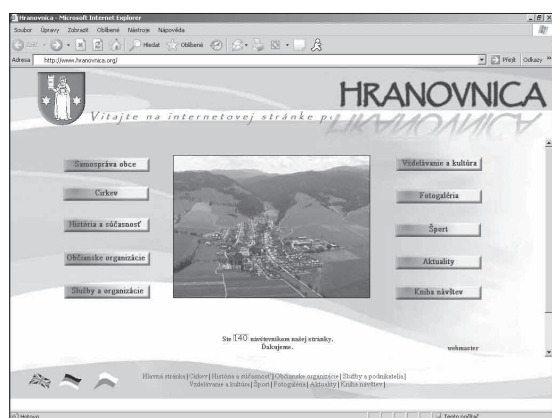 Hranovnica - Microsoft Internet Explorer
Soubor Úpravy Zobrazit Oblíbené Nástroje Nápověda
Zpět Hledat Oblíbené
Adresa http://www.hranovnica.org/ Přejít Odkazy »
HRANOVNICA
Vitajte na internetovej stránke
Samospráva obce
Cirkev
História a súčasnosť
Občianske organizácie
Služby a organizácie
Vzdelávanie a kultúra
Fotogaléria
Šport
Aktuality
Kniha návštev
Ste 140 návštevníkom našej stránky.
Ďakujeme.
webmaster
Hlavná stránka|Cirkev|História a súčasnosť|Občianske organizácie|Služby a podnikatelia|
Vzdelávanie a kultúra|Šport|Fotogaléria|Aktuality|Kniha návštev|
Hotovo Tento počítač